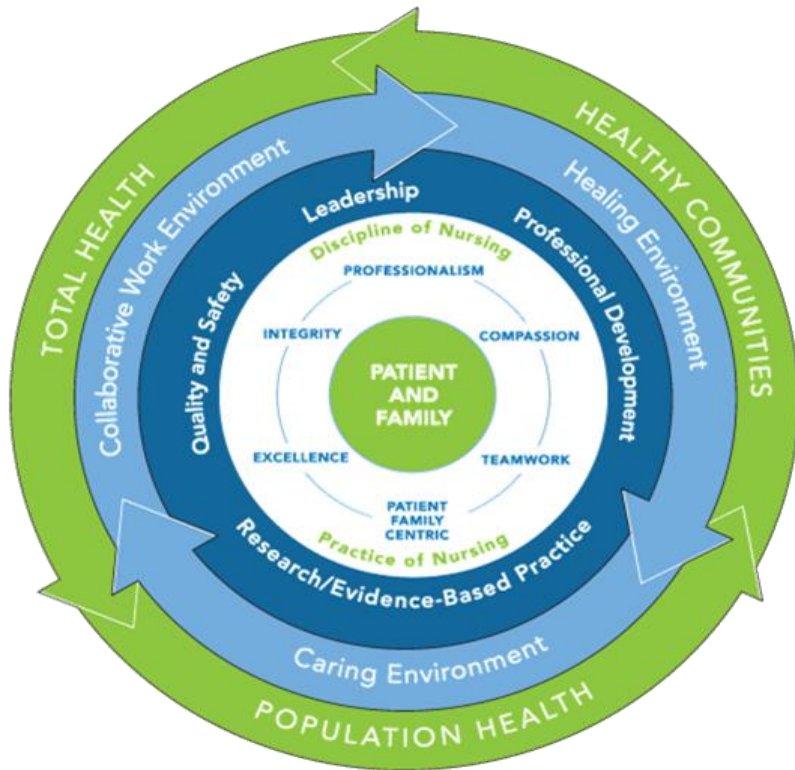 TOTAL HEALTH
HEALTHY COMMUNITIES
POPULATION HEALTH
Collaborative Work Environment
Healing Environment
Caring Environment
Leadership
Professional Development
Quality and Safety
Research/Evidence-Based Practice
Discipline of Nursing
PROFESSIONALISM
INTEGRITY
COMPASSION
PATIENT
AND
FAMILY
EXCELLENCE
TEAMWORK
PATIENT
FAMILY
CENTRIC
Practice of Nursing